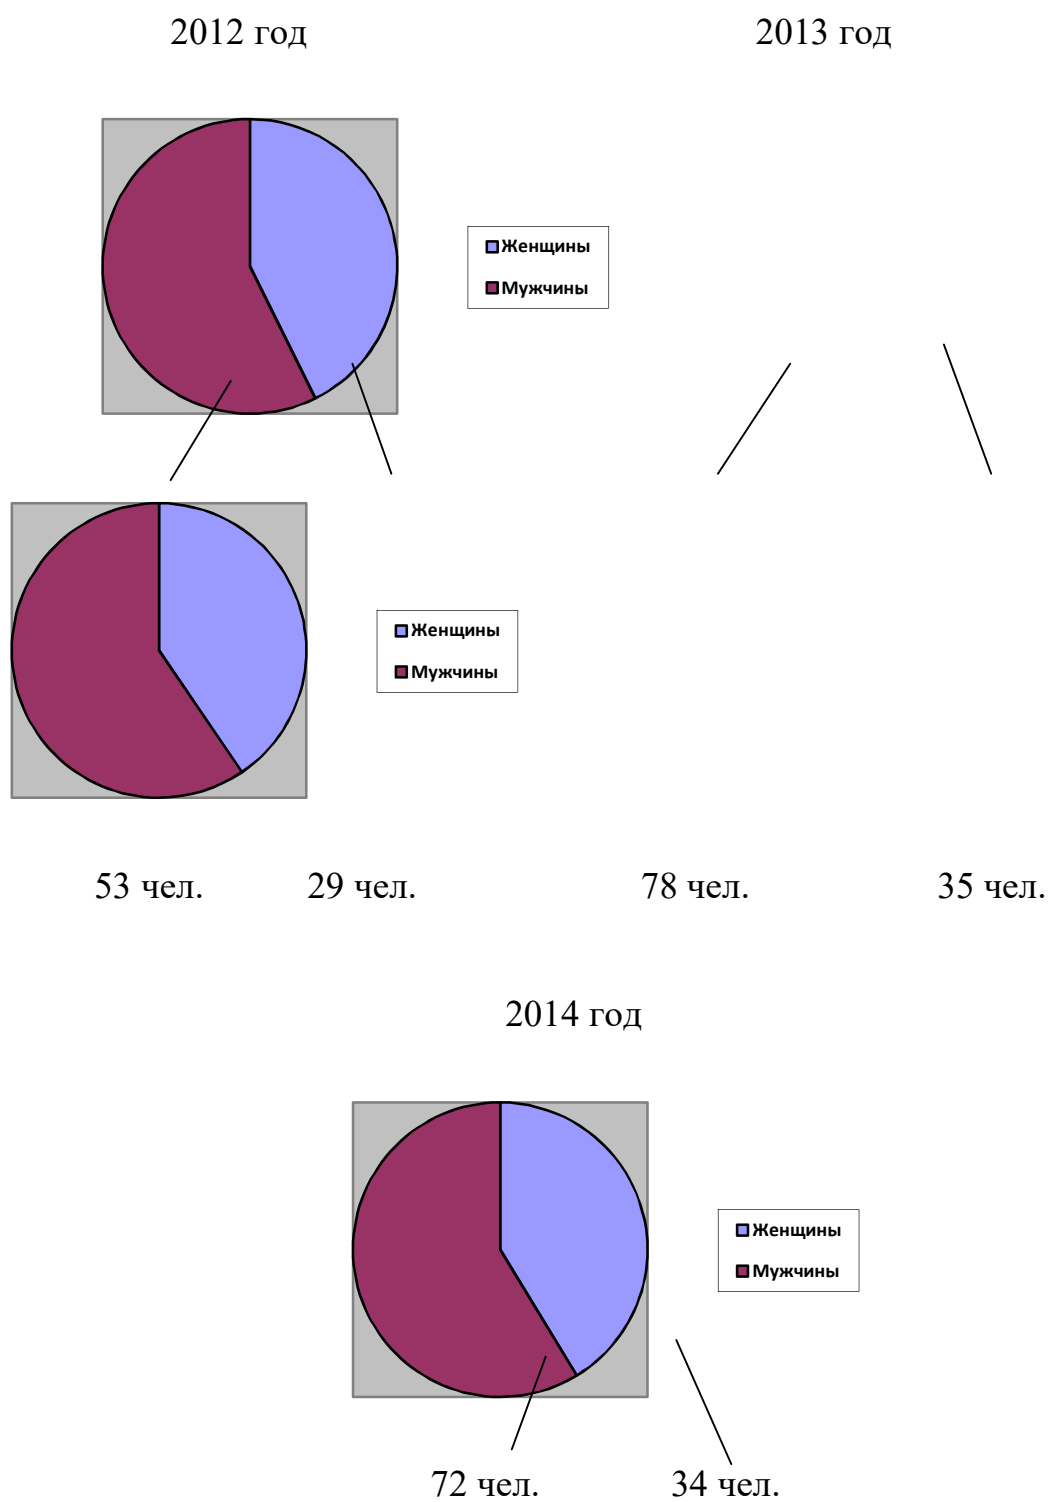 2012 год
2013 год
Женщины
Мужчины
Женщины
Мужчины
53 чел.
29 чел.
78 чел.
35 чел.
2014 год
Женщины
Мужчины
72 чел.
34 чел.